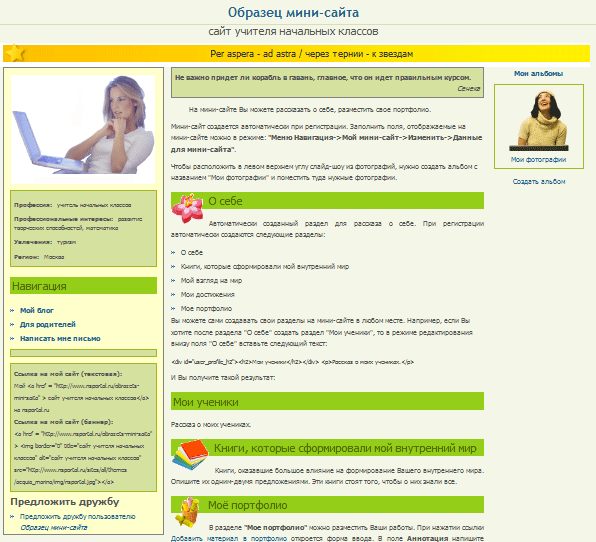 Образец мини-сайта
сайт учителя начальных классов
Per aspera - ad astra / через тернии - к звездам
Профессия: учитель начальных классов
Профессиональные интересы: развитие
творческих способностей, математика
Увлечения: туризм
Регион: Москва
Навигация
Мой блог
Для родителей
Написать мне письмо
Ссылка на мой сайт (текстовая):
Мой <a href = "http://www.nsportal.ru/obrasets-
mini-saita" > сайт учителя начальных классов</a>
на nsportal.ru
Ссылка на мой сайт (баннер):
<a href = "http://www.nsportal.ru/obrasets-mini-saita"
> <img border="0" title="сайт учителя начальных
классов" alt="сайт учителя начальных классов"
src="http://www.nsportal.ru/sites/all/themes
/acquia_marina/img/nsportal.jpg"></a>
Предложить дружбу
Предложить дружбу пользователю
Образец мини-сайта
Не важно придет ли корабль в гавань, главное, что он идет правильным курсом.
Сенека
На мини-сайте Вы можете рассказать о себе, разместить свое портфолио.
Мини-сайт создается автоматически при регистрации. Заполнить поля, отображаемые на
мини-сайте можно в режиме: "Меню Навигация->Мой мини-сайт->Изменить->Данные
для мини-сайта".
Чтобы расположить в левом верхнем углу слайд-шоу из фотографий, нужно создать альбом с
названием "Мои фотографии" и поместить туда нужные фотографии.
О себе
Автоматически созданный раздел для рассказа о себе. При регистрации
автоматически создаются следующие разделы:
О себе
Книги, которые сформировали мой внутренний мир
Мой взгляд на мир
Мои достижения
Мое портфолио
Вы можете сами создавать свои разделы на мини-сайте в любом месте. Например, если Вы
хотите после раздела "О себе" создать раздел "Мои ученики", то в режиме редактирования
внизу поля "О себе" вставьте следующий текст:
<div id="user_profile_h2"><h2>Мои ученики</h2></div> <p>Рассказ о моих учениках.</p>
И Вы получите такой результат:
Мои ученики
Рассказ о моих учениках.
Книги, которые сформировали мой внутренний мир
Книги, оказавшие большое влияние на формирование Вашего внутреннего мира.
Опишите их одним-двумя предложениями. Эти книги стоят того, чтобы о них знали все.
Моё портфолио
В разделе "Мое портфолио" можно разместить Ваши работы. При нажатии ссылки
Добавить материал в портфолио откроется форма ввода. В поле Аннотация напишите
Мои альбомы
Мои фотографии
Создать альбом